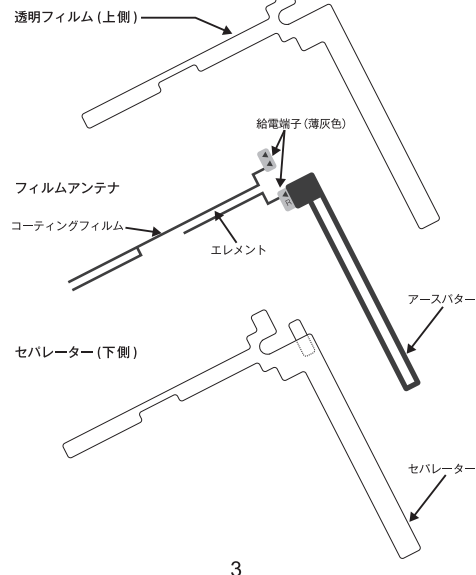 透明フィルム (上側)
給電端子 (薄灰色)
フィルムアンテナ
コーティングフィルム
エレメント
アースパター
セパレーター (下側)
セパレーター
3